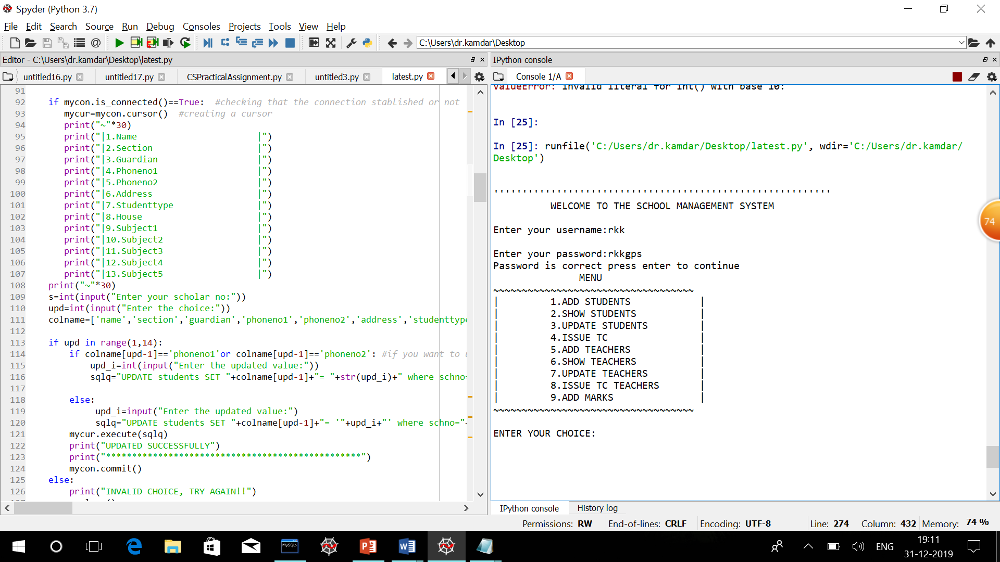 Spyder (Python 3.7)
File Edit Search Source Run Debug Consoles Projects Tools View Help
C:\Users\dr.kamdar\Desktop
Editor - C:\Users\dr.kamdar\Desktop\latest.py
untitled16.py untitled17.py CSPracticalAssignment.py untitled3.py latest.py
91
92 if mycon.is_connected()==True: #checking that the connection stablished or not
93 mycur=mycon.cursor() #creating a cursor
94 print("~"*30)
95 print("|1.Name |")
96 print("|2.Section |")
97 print("|3.Guardian |")
98 print("|4.Phoneno1 |")
99 print("|5.Phoneno2 |")
100 print("|6.Address |")
101 print("|7.Studenttype |")
102 print("|8.House |")
103 print("|9.Subject1 |")
104 print("|10.Subject2 |")
105 print("|11.Subject3 |")
106 print("|12.Subject4 |")
107 print("|13.Subject5 |")
108 print("~"*30)
109 s=int(input("Enter your scholar no:"))
110 upd=int(input("Enter the choice:"))
111 colname=['name','section','guardian','phoneno1','phoneno2','address','studenttype
112
113 if upd in range(1,14):
114 if colname[upd-1]=='phoneno1'or colname[upd-1]=='phoneno2': #if you want to
115 upd_i=int(input("Enter the updated value:"))
116 sqlq="UPDATE students SET "+colname[upd-1]+"= "+str(upd_i)+" where schno=
117
118 else:
119 upd_i=input("Enter the updated value:")
120 sqlq="UPDATE students SET "+colname[upd-1]+"= '"+upd_i+"' where schno="
121 mycur.execute(sqlq)
122 print("UPDATED SUCCESSFULLY")
123 print("*************************************************")
124 mycon.commit()
125 else:
126 print("INVALID CHOICE, TRY AGAIN!!")
IPython console
Console 1/A
ValueError: invalid literal for int() with base 10:
In [25]:
In [25]: runfile('C:/Users/dr.kamdar/Desktop/latest.py', wdir='C:/Users/dr.kamdar/
Desktop')
'''''''''''''''''''''''''''''''''''''''''''''''''''''''''''
WELCOME TO THE SCHOOL MANAGEMENT SYSTEM
Enter your username:rkk
Enter your password:rkkgps
Password is correct press enter to continue
MENU
~~~~~~~~~~~~~~~~~~~~~~~~~~~~~~~~~~~
| 1.ADD STUDENTS |
| 2.SHOW STUDENTS |
| 3.UPDATE STUDENTS |
| 4.ISSUE TC |
| 5.ADD TEACHERS |
| 6.SHOW TEACHERS |
| 7.UPDATE TEACHERS |
| 8.ISSUE TC TEACHERS |
| 9.ADD MARKS |
~~~~~~~~~~~~~~~~~~~~~~~~~~~~~~~~~~~
ENTER YOUR CHOICE:
74
IPython console History log
Permissions: RW End-of-lines: CRLF Encoding: UTF-8 Line: 274 Column: 432 Memory: 74 %
MySQL
ENG
19:11
31-12-2019